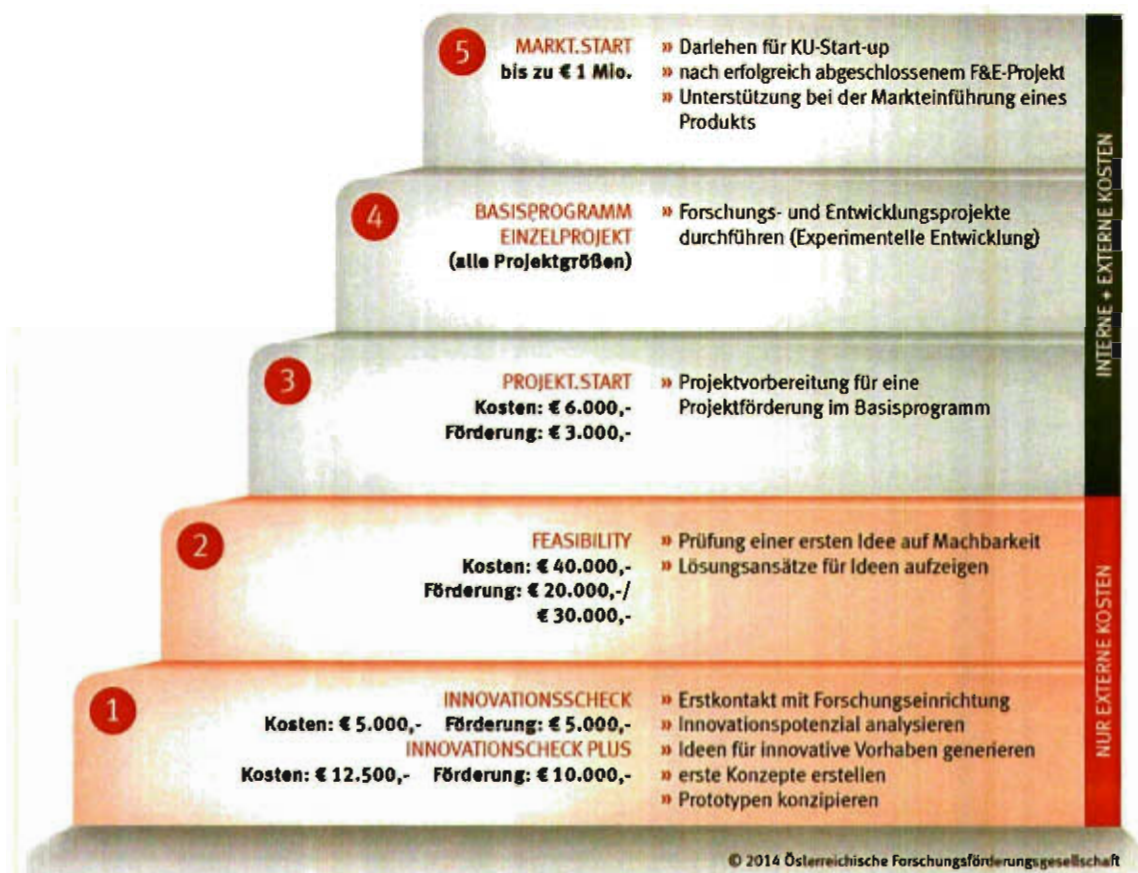 5
MARKT.START
bis zu € 1 Mio.
» Darlehen für KU-Start-up
» nach erfolgreich abgeschlossenem F&E-Projekt
» Unterstützung bei der Markteinführung eines
Produkts
4
BASISPROGRAMM
EINZELPROJEKT
(alle Projektgrößen)
» Forschungs- und Entwicklungsprojekte
durchführen (Experimentelle Entwicklung)
INTERNE + EXTERNE KOSTEN
3
PROJEKT.START
Kosten: € 6.000,-
Förderung: € 3.000,-
» Projektvorbereitung für eine
Projektförderung im Basisprogramm
2
FEASIBILITY
Kosten: € 40.000,-
Förderung: € 20.000,-/
€ 30.000,-
» Prüfung einer ersten Idee auf Machbarkeit
» Lösungsansätze für Ideen aufzeigen
NUR EXTERNE KOSTEN
1
INNOVATIONSSCHECK
Kosten: € 5.000,- Förderung: € 5.000,-
INNOVATIONSCHECK PLUS
Kosten: € 12.500,- Förderung: € 10.000,-
» Erstkontakt mit Forschungseinrichtung
» Innovationspotenzial analysieren
» Ideen für innovative Vorhaben generieren
» erste Konzepte erstellen
» Prototypen konzipieren
© 2014 Österreichische Forschungsförderungsgesellschaft